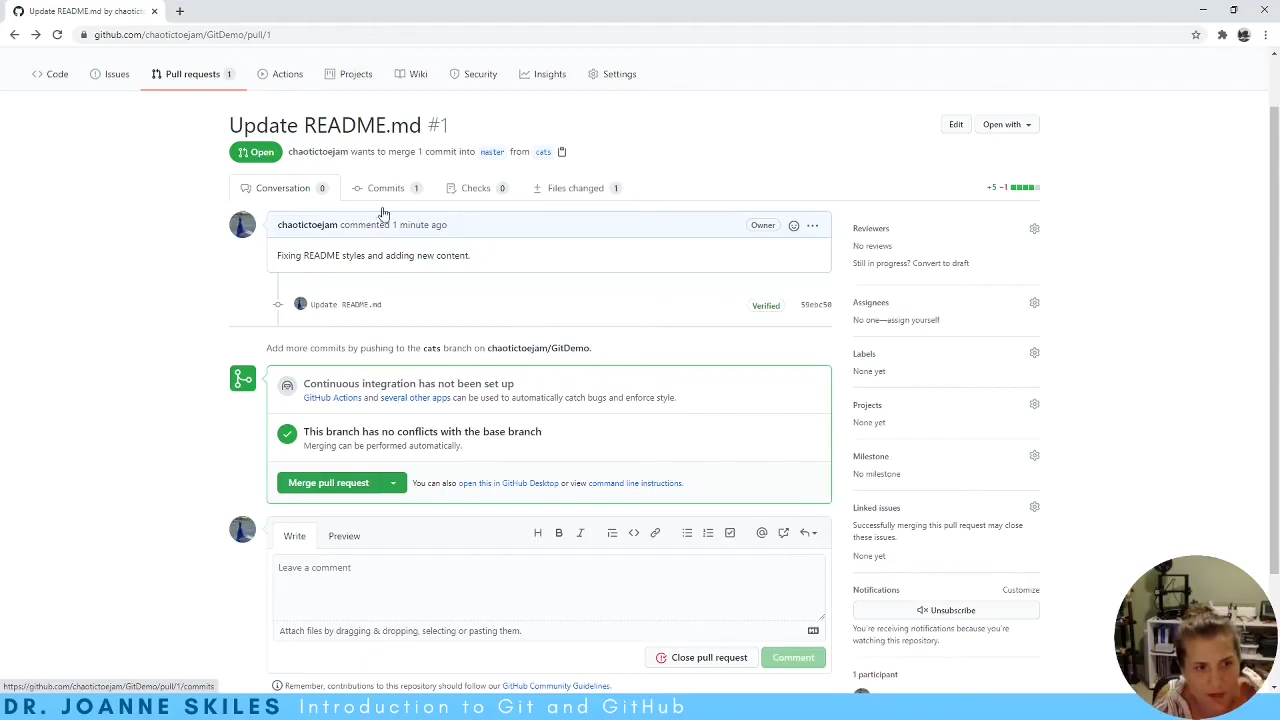 Update README.md by chaotict
github.com/chaotictoejam/GitDemo/pull/1
Code Issues Pull requests 1 Actions Projects Wiki Security Insights Settings
Update README.md #1
Edit Open with
Open chaotictoejam wants to merge 1 commit into master from cats
Conversation 0 Commits 1 Checks 0 Files changed 1 +5 −1
chaotictoejam commented 1 minute ago Owner
Fixing README styles and adding new content.
Update README.md Verified 59ebc50
Add more commits by pushing to the cats branch on chaotictoejam/GitDemo.
Continuous integration has not been set up
GitHub Actions and several other apps can be used to automatically catch bugs and enforce style.
This branch has no conflicts with the base branch
Merging can be performed automatically.
Merge pull request You can also open this in GitHub Desktop or view command line instructions.
Write Preview
Leave a comment
Attach files by dragging & dropping, selecting or pasting them.
Close pull request Comment
Remember, contributions to this repository should follow our GitHub Community Guidelines.
Reviewers
No reviews
Still in progress? Convert to draft
Assignees
No one—assign yourself
Labels
None yet
Projects
None yet
Milestone
No milestone
Linked issues
Successfully merging this pull request may close
these issues.
None yet
Notifications Customize
Unsubscribe
You're receiving notifications because you're
watching this repository.
1 participant
https://github.com/chaotictoejam/GitDemo/pull/1/commits
DR. JOANNE SKILES Introduction to Git and GitHub